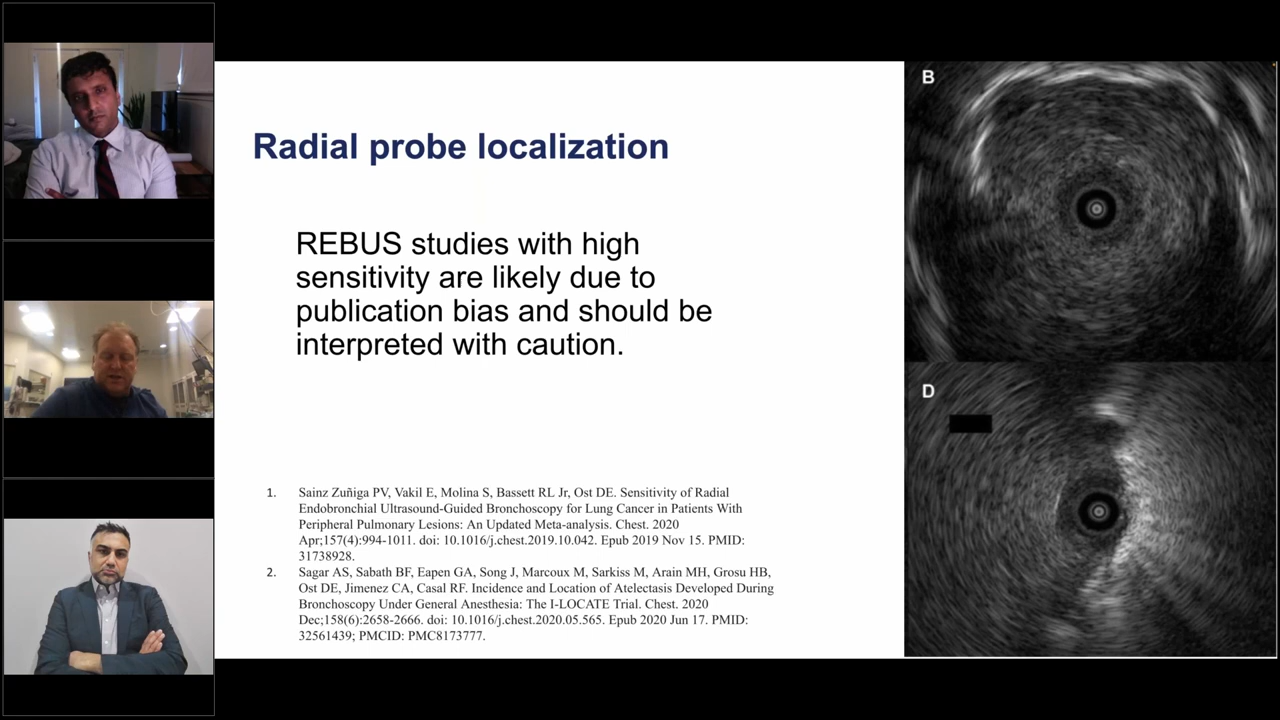 Radial probe localization
REBUS studies with high
sensitivity are likely due to
publication bias and should be
interpreted with caution.
1. Sainz Zuñiga PV, Vakil E, Molina S, Bassett RL Jr, Ost DE. Sensitivity of Radial
Endobronchial Ultrasound-Guided Bronchoscopy for Lung Cancer in Patients With
Peripheral Pulmonary Lesions: An Updated Meta-analysis. Chest. 2020
Apr;157(4):994-1011. doi: 10.1016/j.chest.2019.10.042. Epub 2019 Nov 15. PMID:
31738928.
2. Sagar AS, Sabath BF, Eapen GA, Song J, Marcoux M, Sarkiss M, Arain MH, Grosu HB,
Ost DE, Jimenez CA, Casal RF. Incidence and Location of Atelectasis Developed During
Bronchoscopy Under General Anesthesia: The I-LOCATE Trial. Chest. 2020
Dec;158(6):2658-2666. doi: 10.1016/j.chest.2020.05.565. Epub 2020 Jun 17. PMID:
32561439; PMCID: PMC8173777.
B
D